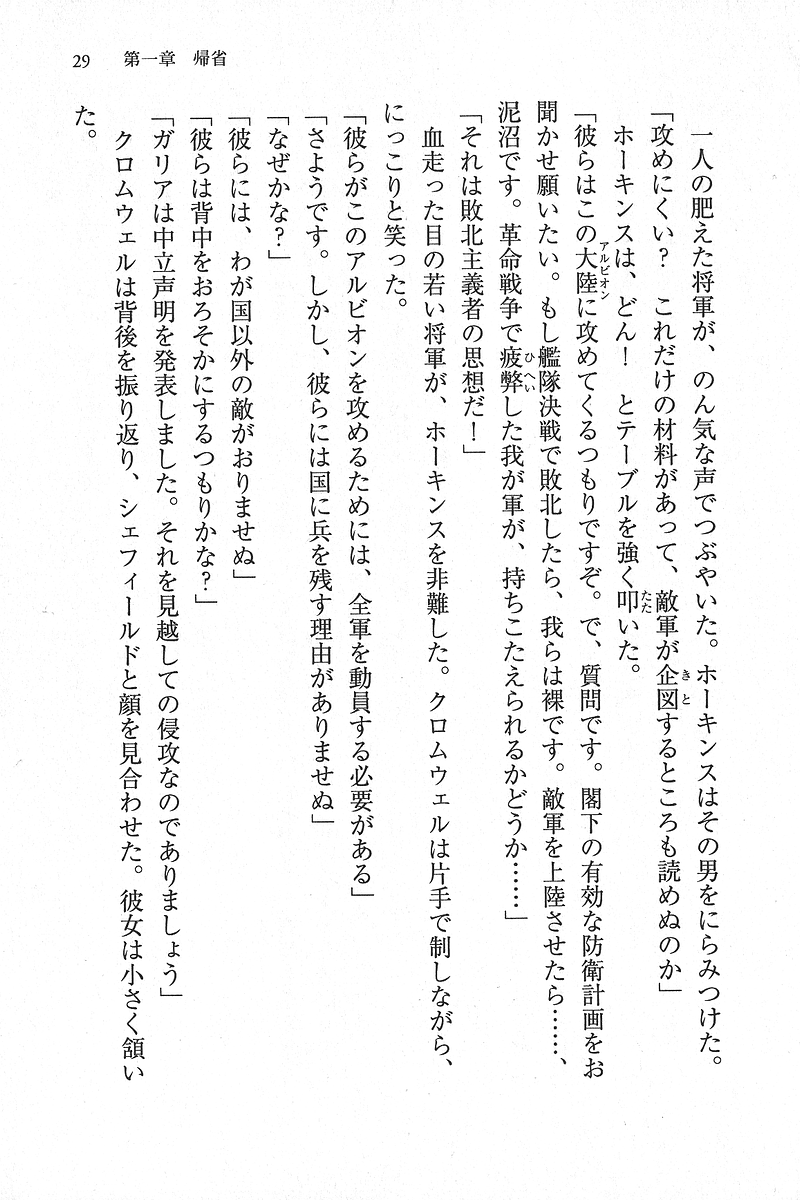 29 第一章 帰省
一人の肥えた将軍が、のん気な声でつぶやいた。ホーキンスはその男をにらみつけた。
「攻めにくい? これだけの材料があって、敵軍が企図するところも読めぬのか」
ホーキンスは、どん! とテーブルを強く叩いた。
「彼らはこの大陸に攻めてくるつもりですぞ。で、質問です。閣下の有効な防衛計画をお
聞かせ願いたい。もし艦隊決戦で敗北したら、我らは裸です。敵軍を上陸させたら……、
泥沼です。革命戦争で疲弊した我が軍が、持ちこたえられるかどうか……」
「それは敗北主義者の思想だ!」
血走った目の若い将軍が、ホーキンスを非難した。クロムウェルは片手で制しながら、
にっこりと笑った。
「彼らがこのアルビオンを攻めるためには、全軍を動員する必要がある」
「さようです。しかし、彼らには国に兵を残す理由がありませぬ」
「なぜかな?」
「彼らには、わが国以外の敵がおりませぬ」
「彼らは背中をおろそかにするつもりかな?」
「ガリアは中立声明を発表しました。それを見越しての侵攻なのでありましょう」
クロムウェルは背後を振り返り、シェフィールドと顔を見合わせた。彼女は小さく頷い
た。